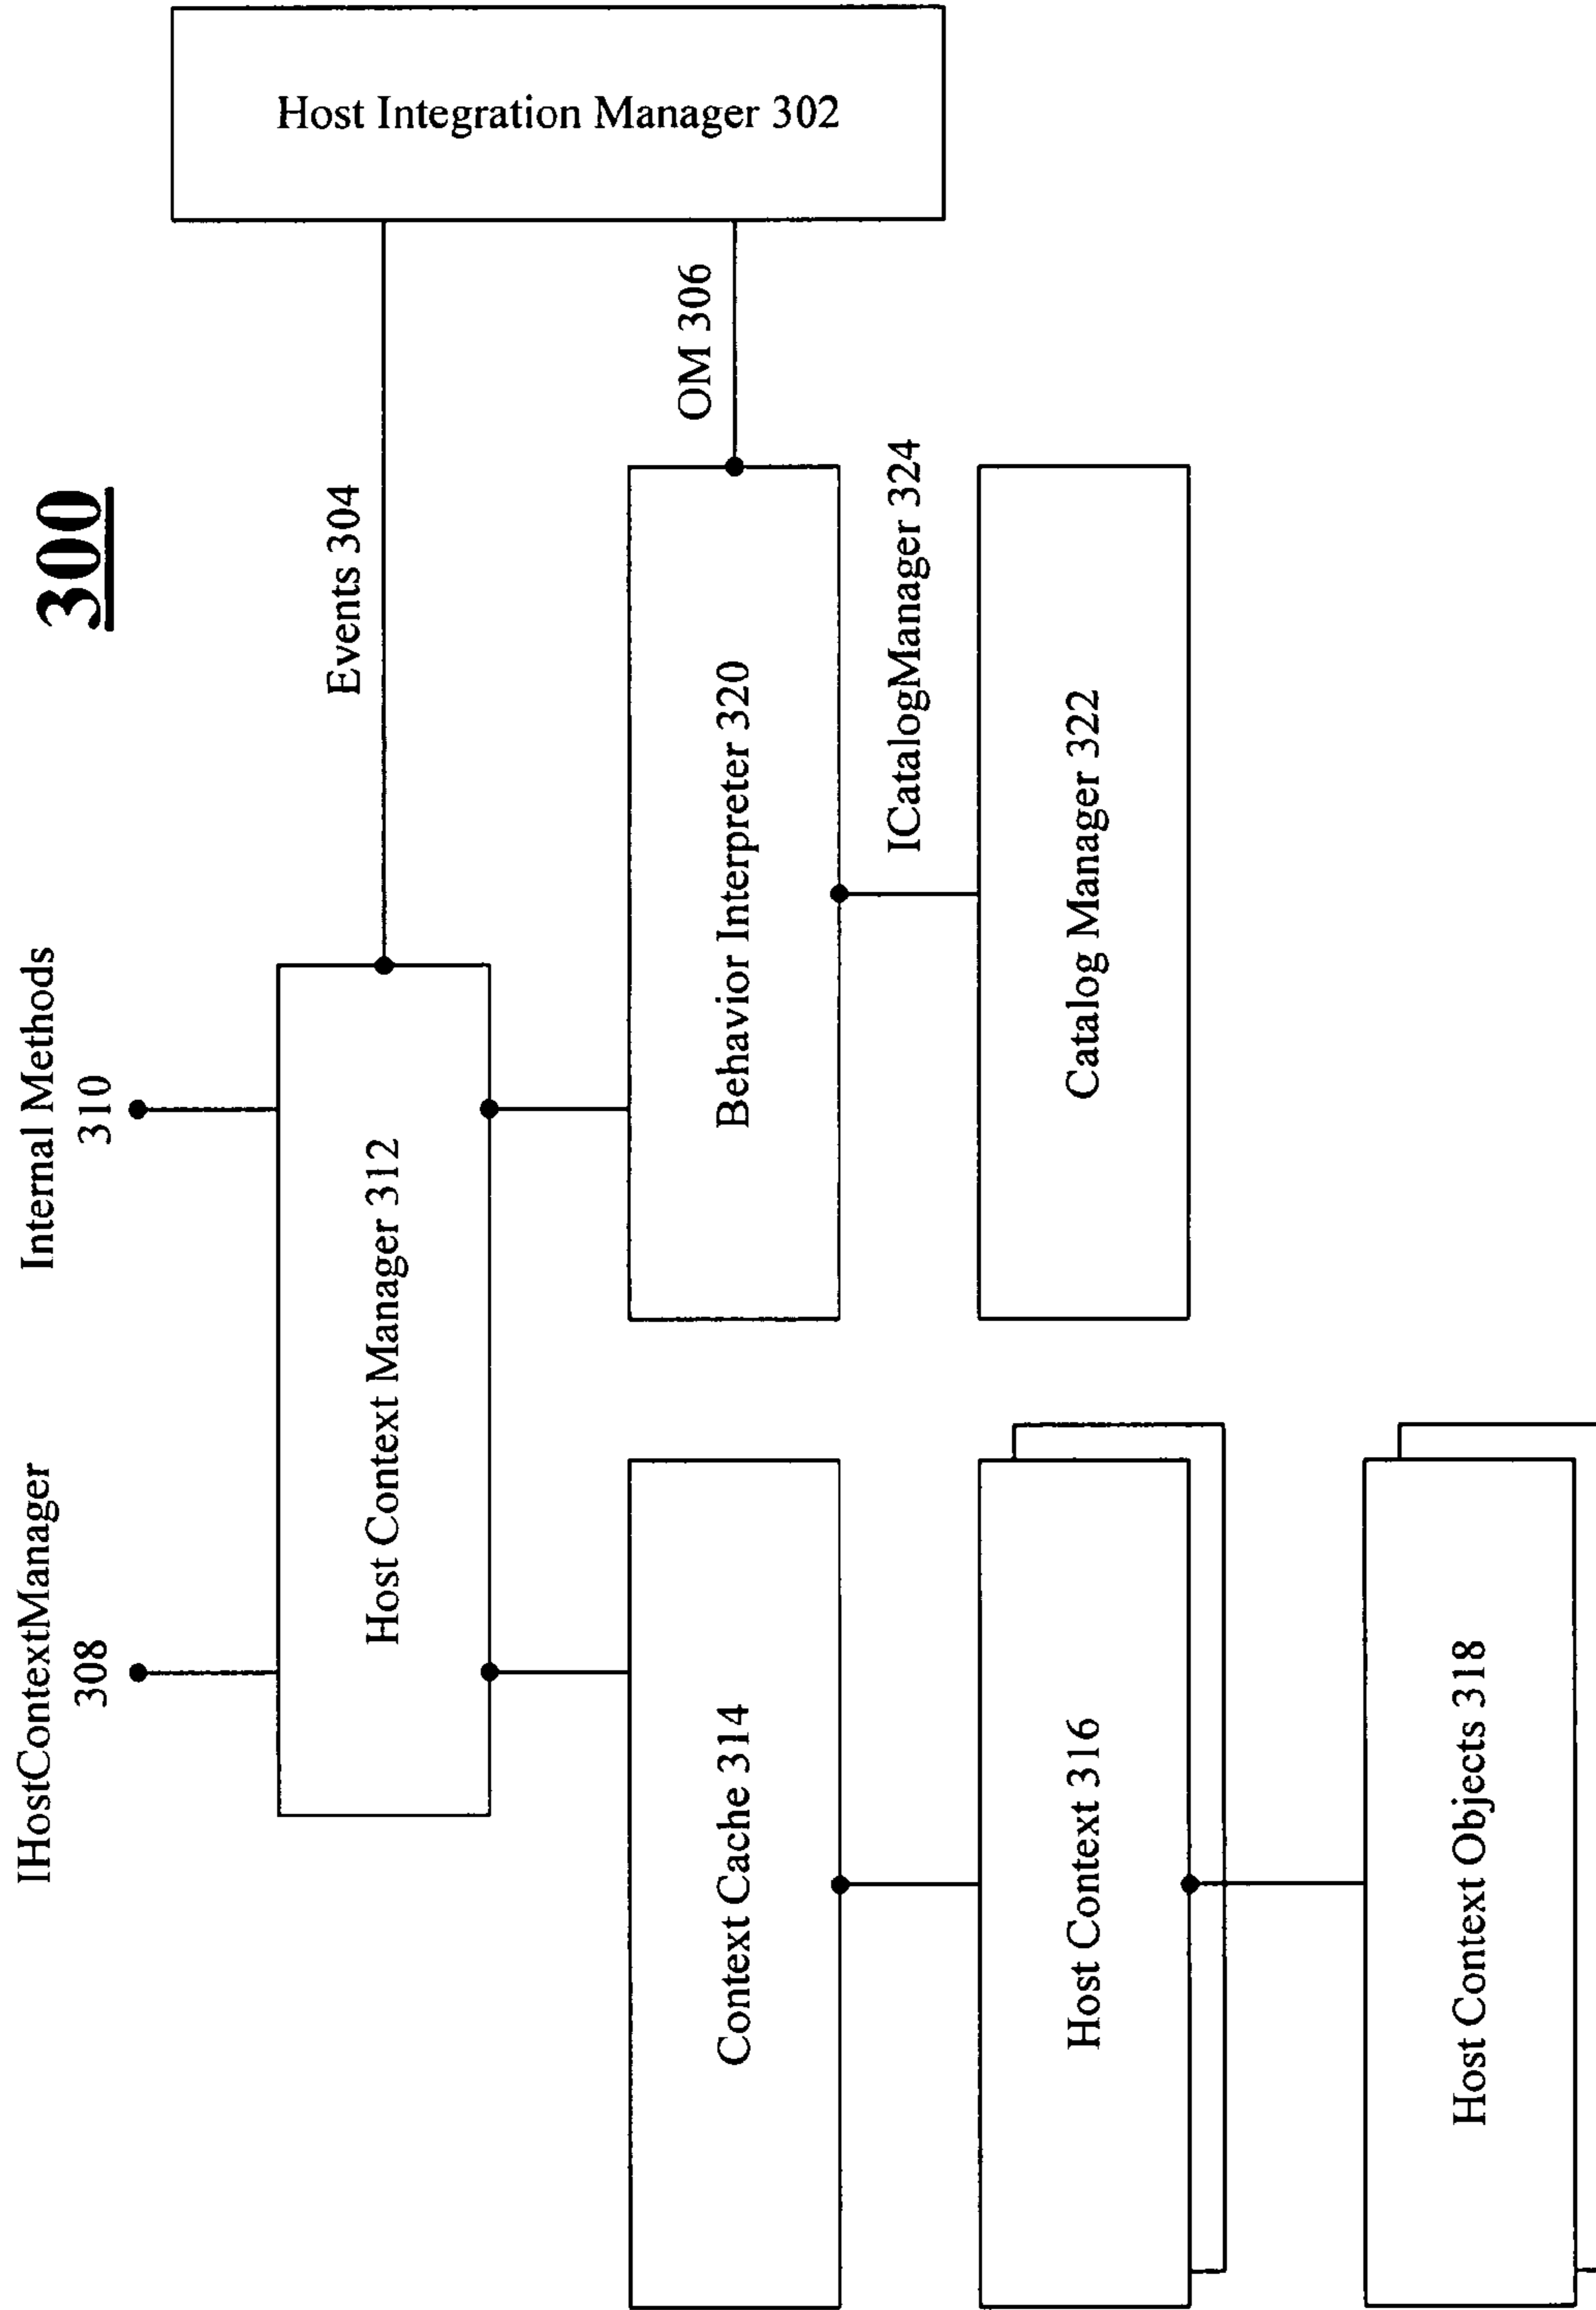 300
IHostContextManager
308
Internal Methods
310
Host Context Manager 312
Events 304
Host Integration Manager 302
OM 306
Context Cache 314
Behavior Interpreter 320
ICatalogManager 324
Host Context 316
Catalog Manager 322
Host Context Objects 318